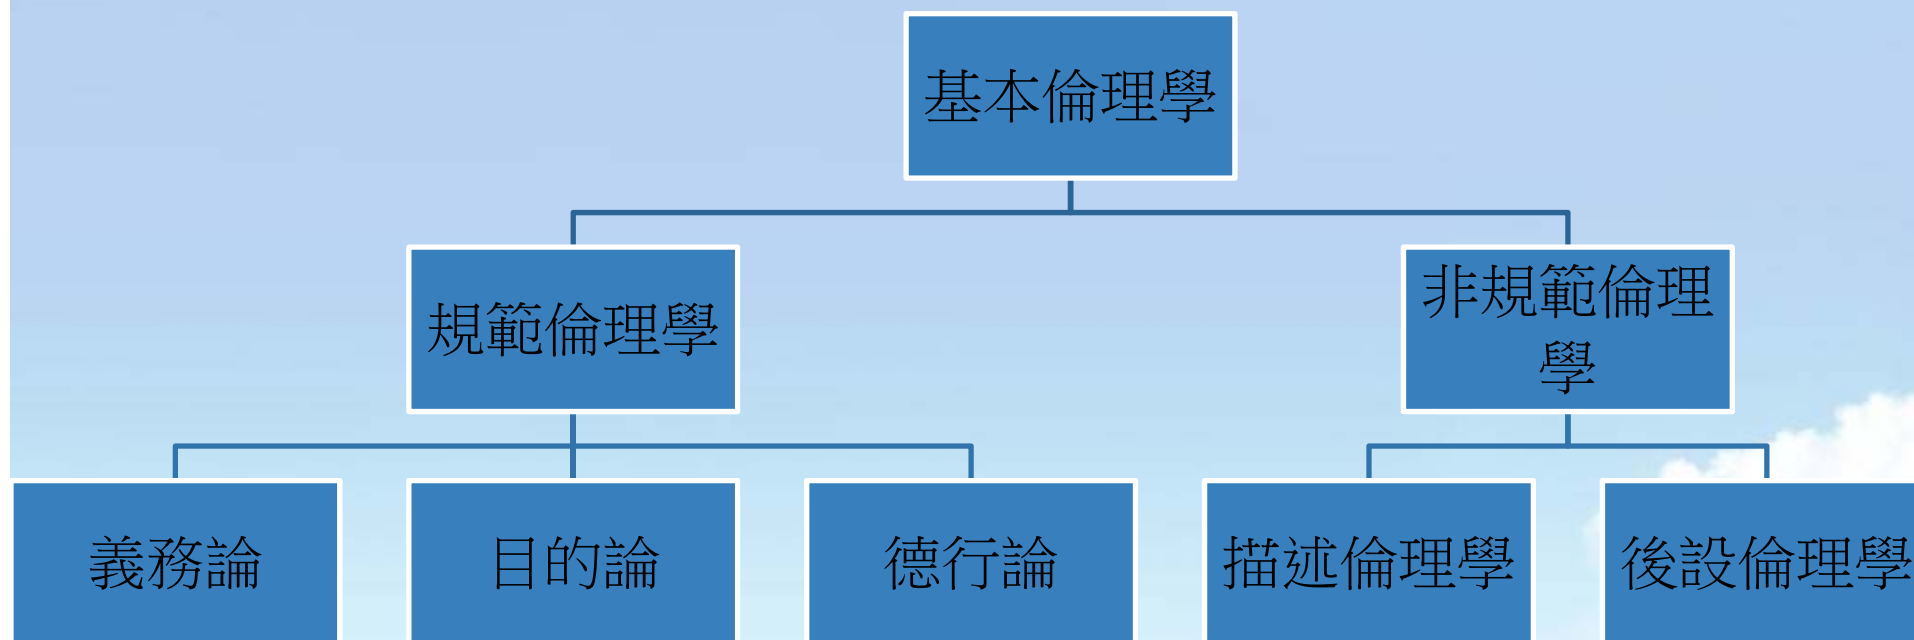 基本倫理學
規範倫理學
非規範倫理
學
義務論
目的論
德行論
描述倫理學
後設倫理學